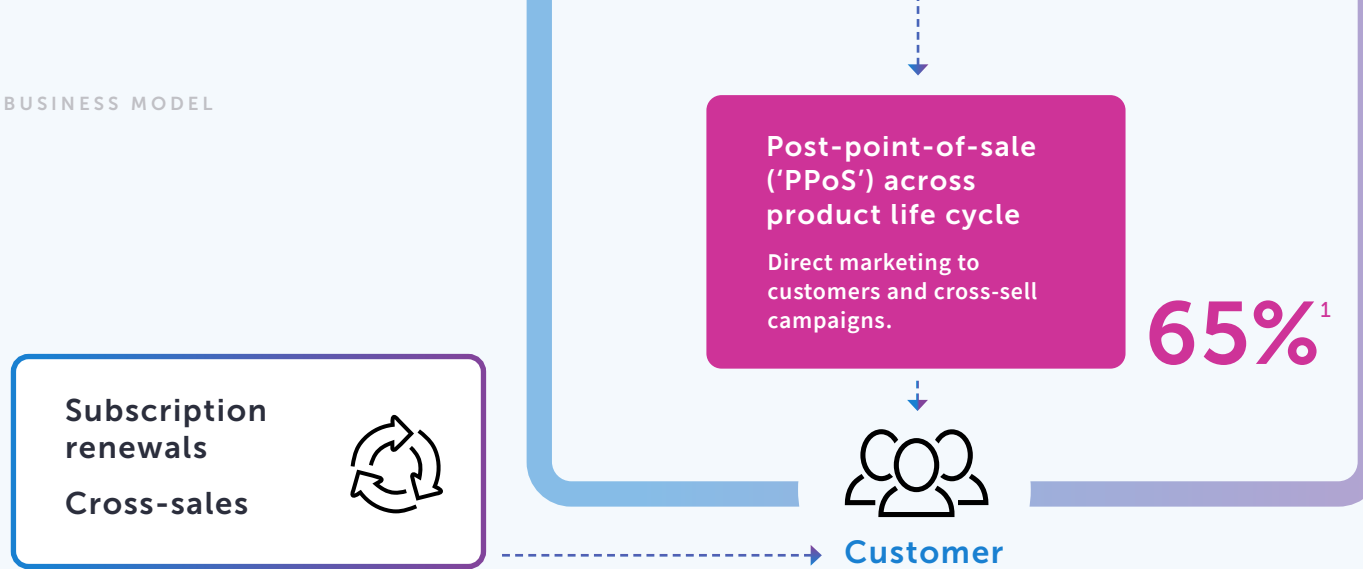 BUSINESS MODEL
Post-point-of-sale
(‘PPoS’) across
product life cycle
Direct marketing to
customers and cross-sell
campaigns.
65%¹
Subscription
renewals
Cross-sales
Customer